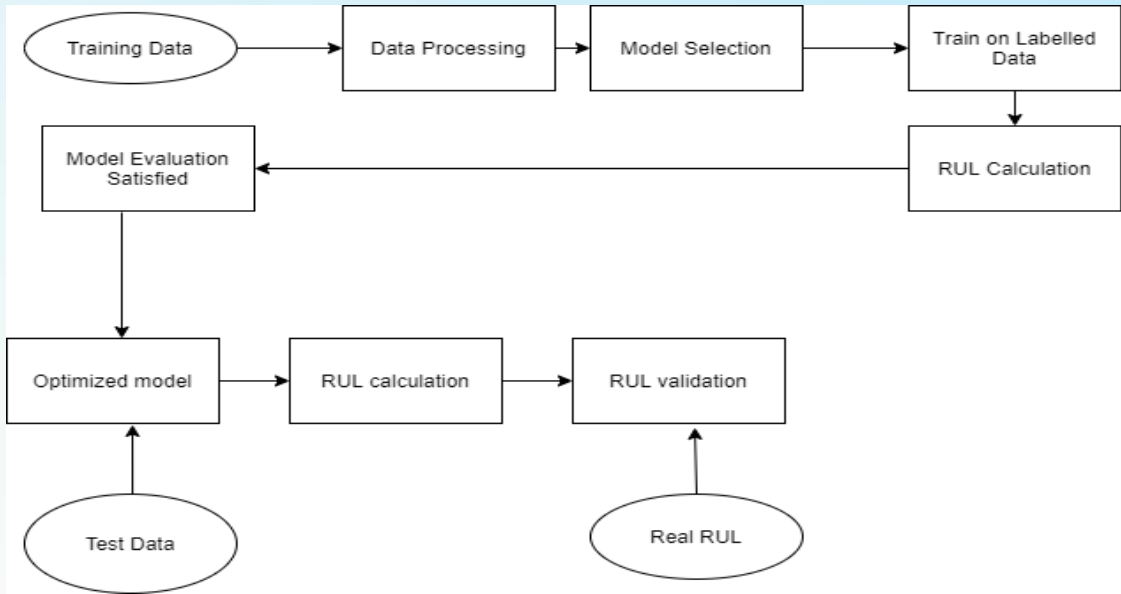 Training Data
Data Processing
Model Selection
Train on Labelled
Data
Model Evaluation
Satisfied
RUL Calculation
Optimized model
RUL calculation
RUL validation
Test Data
Real RUL